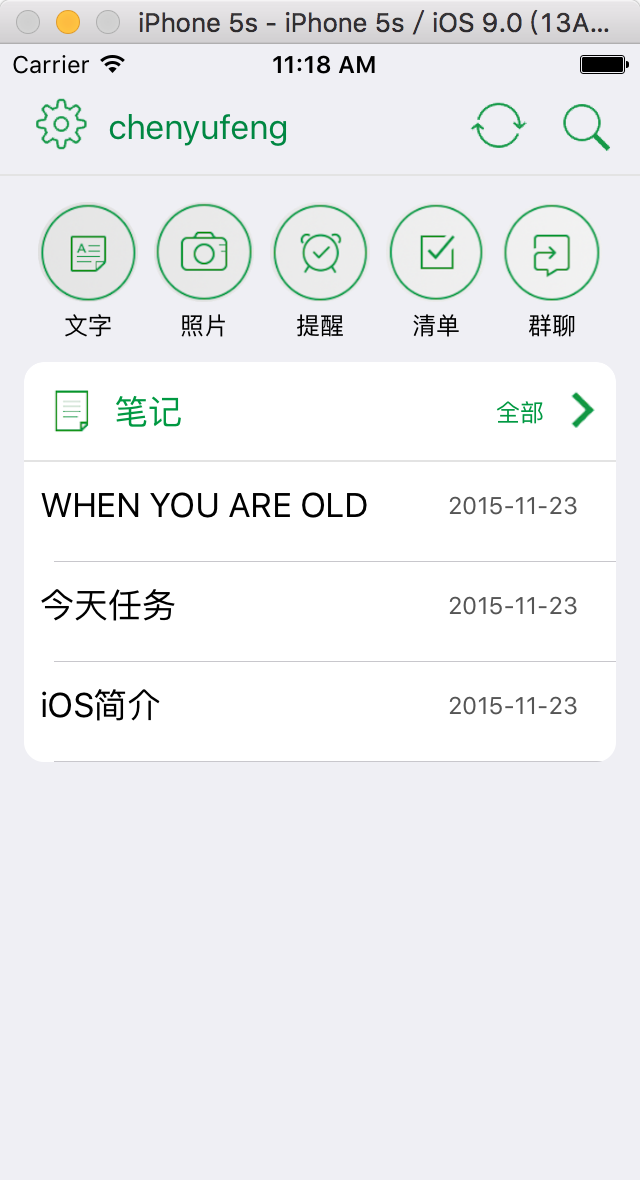 iPhone 5s - iPhone 5s / iOS 9.0 (13A...
Carrier 11:18 AM
chenyufeng
文字 照片 提醒 清单 群聊
笔记 全部
WHEN YOU ARE OLD 2015-11-23
今天任务 2015-11-23
iOS简介 2015-11-23